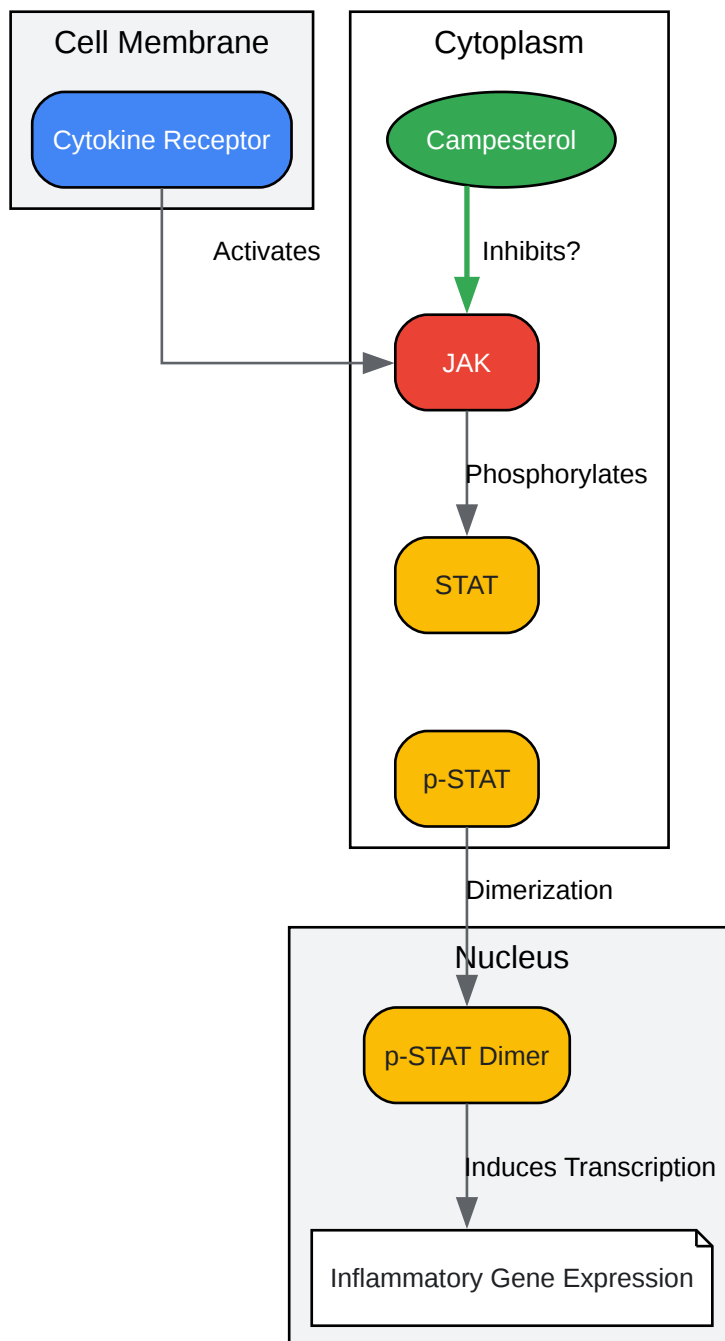 Cell Membrane
Cytoplasm
Cytokine Receptor
Campesterol
Activates
Inhibits?
JAK
Phosphorylates
STAT
p-STAT
Dimerization
Nucleus
p-STAT Dimer
Induces Transcription
Inflammatory Gene Expression